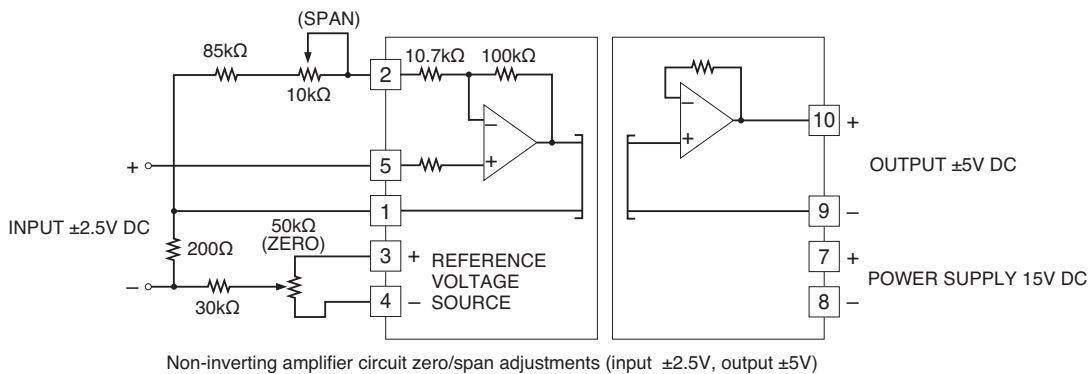 (SPAN)
85kΩ
10kΩ
2
10.7kΩ
100kΩ
–
+
10 +
+
5
OUTPUT ±5V DC
1
9 –
INPUT ±2.5V DC
50kΩ
(ZERO)
200Ω
3 + REFERENCE
VOLTAGE
SOURCE
–
+
7 +
POWER SUPPLY 15V DC
–
30kΩ
4 –
8 –
Non-inverting amplifier circuit zero/span adjustments (input ±2.5V, output ±5V)